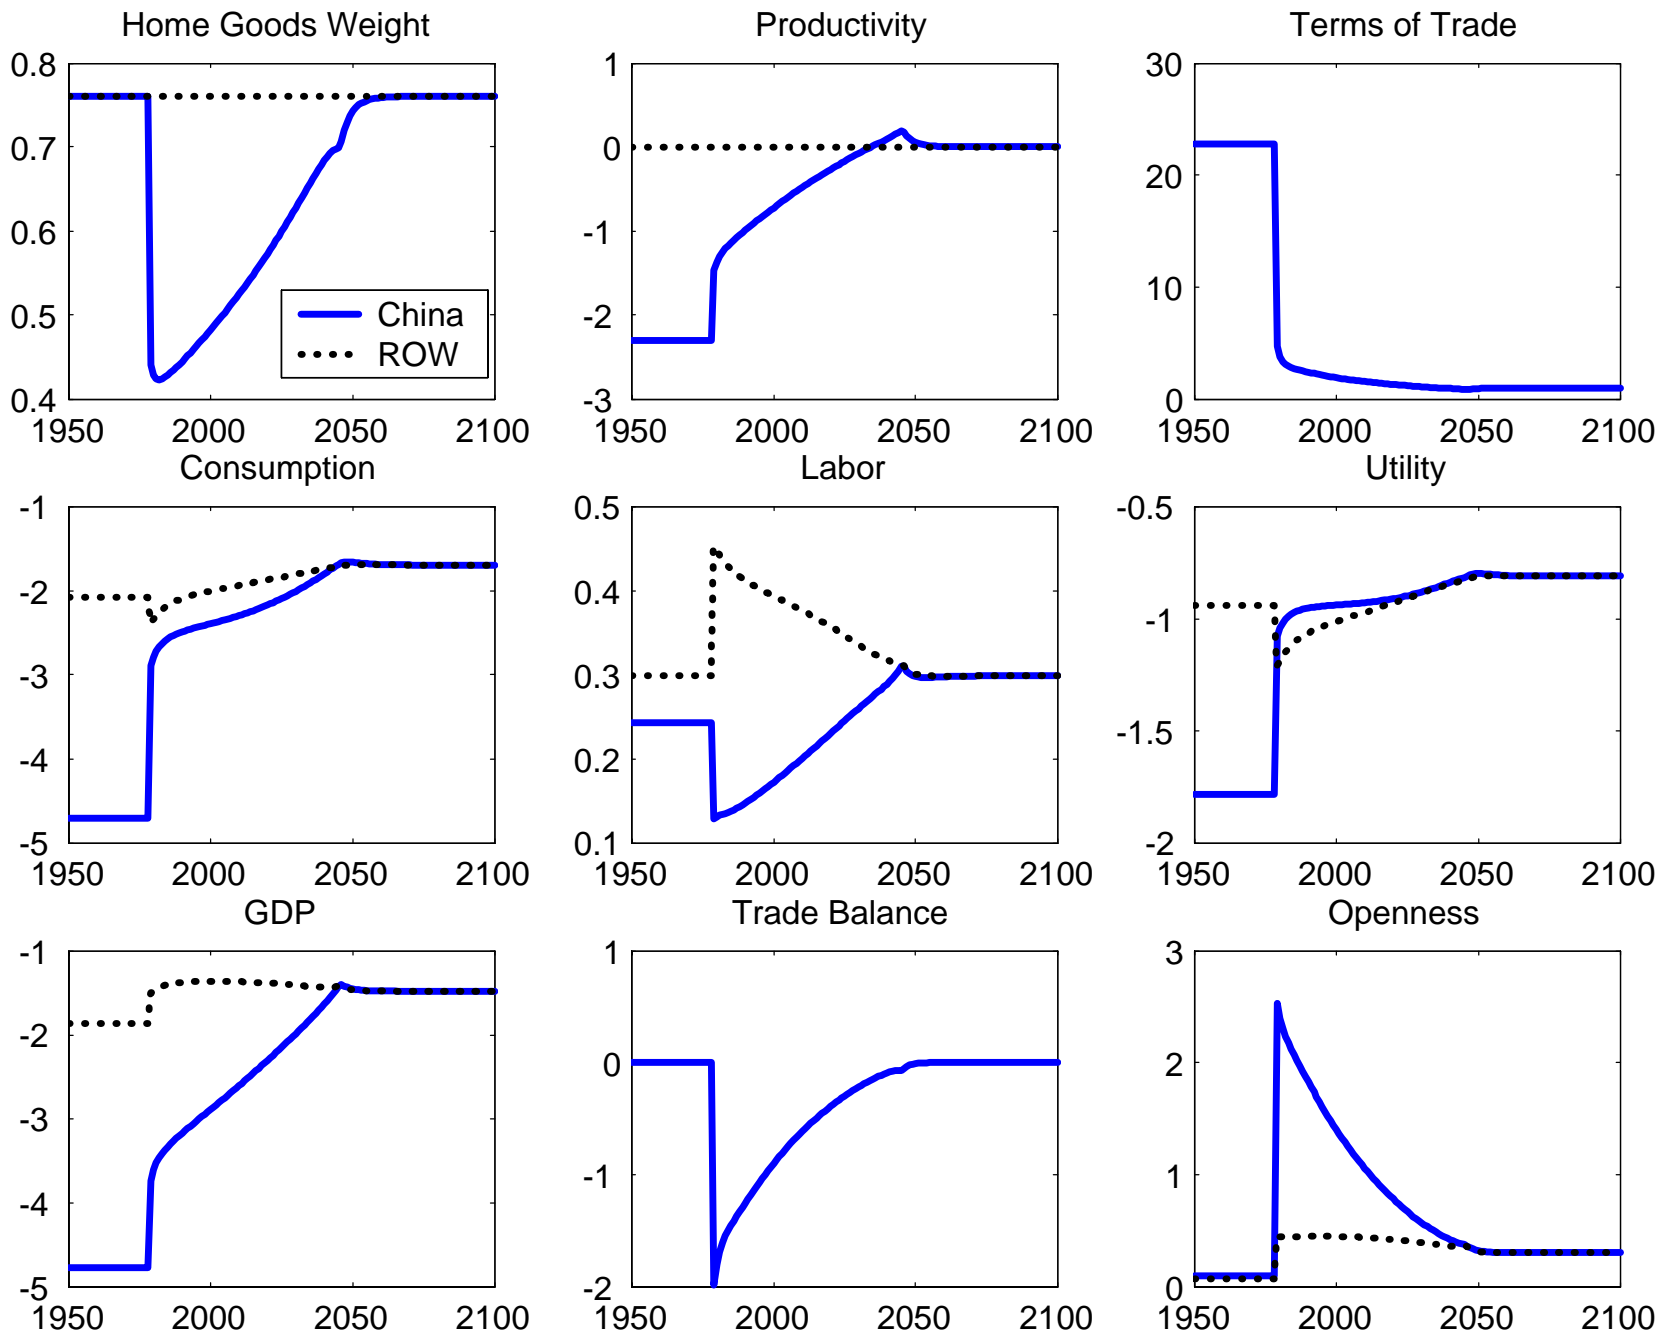 Home Goods Weight
Productivity
Terms of Trade
0.8
0.7
0.6
0.5
0.4
China
ROW
1950 2000 2050 2100
1
0
-1
-2
-3
1950 2000 2050 2100
30
20
10
0
1950 2000 2050 2100
Consumption
Labor
Utility
-1
-2
-3
-4
-5
1950 2000 2050 2100
0.5
0.4
0.3
0.2
0.1
1950 2000 2050 2100
-0.5
-1
-1.5
-2
1950 2000 2050 2100
GDP
Trade Balance
Openness
-1
-2
-3
-4
-5
1950 2000 2050 2100
1
0
-1
-2
1950 2000 2050 2100
3
2
1
0
1950 2000 2050 2100